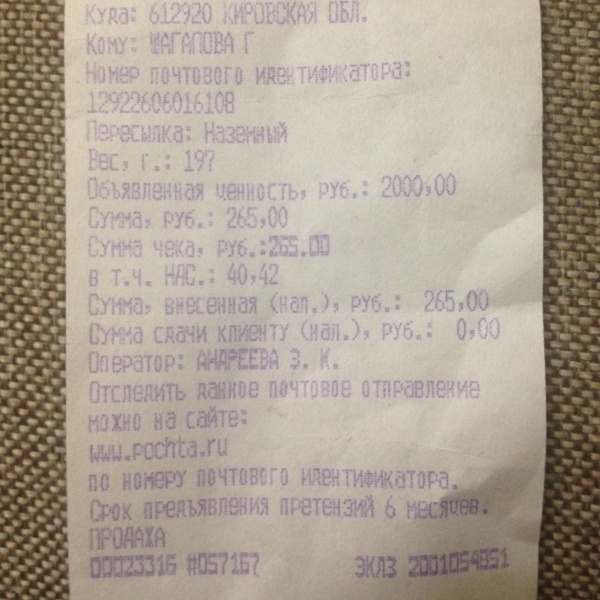 Куда: 612920 КИРОВСКАЯ ОБЛ.
Кому: ШАГАПОВА Г
Номер почтового идентификатора:
12922606016108
Пересылка: Наземный
Вес, г.: 197
Объявленная ценность, руб.: 2000,00
Сумма, руб.: 265,00
Сумма чека, руб.:265.00
в т.ч. НДС.: 40,42
Сумма, внесенная (нал.), руб.: 265,00
Сумма сдачи клиенту (нал.), руб.: 0,00
Оператор: АНДРЕЕВА Э. К.
Отследить данное почтовое отправление
можно на сайте:
www.pochta.ru
по номеру почтового идентификатора.
Срок предъявления претензий 6 месяцев.
ПРОДАЖА
00023316 #057167 ЭКЛЗ 2001054851